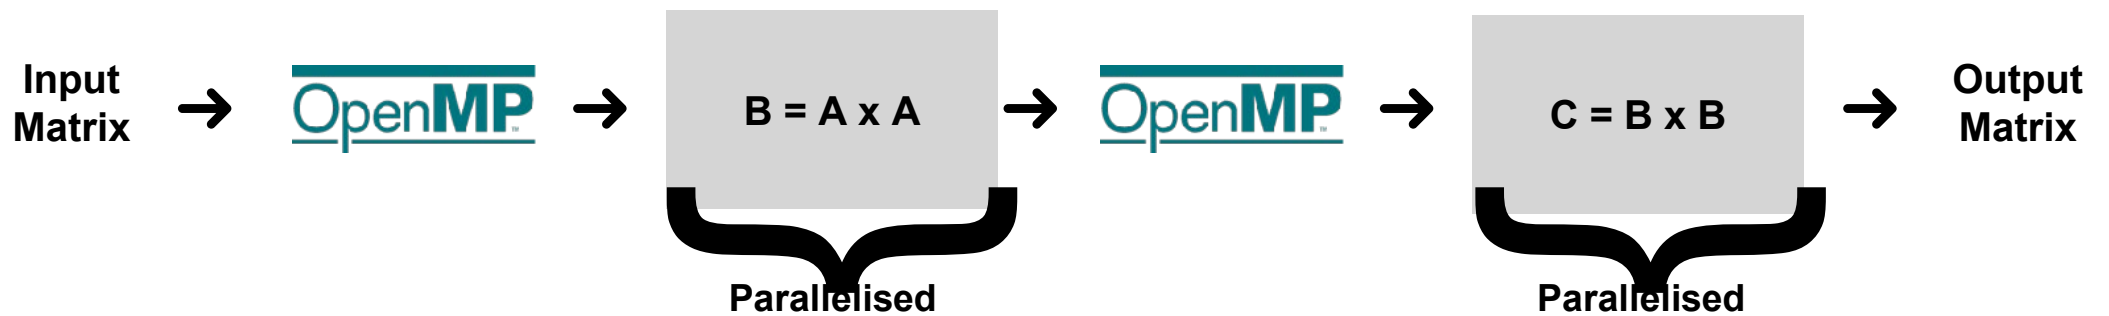 Input
Matrix
OpenMP
B = A x A
Parallelised
OpenMP
C = B x B
Parallelised
Output
Matrix